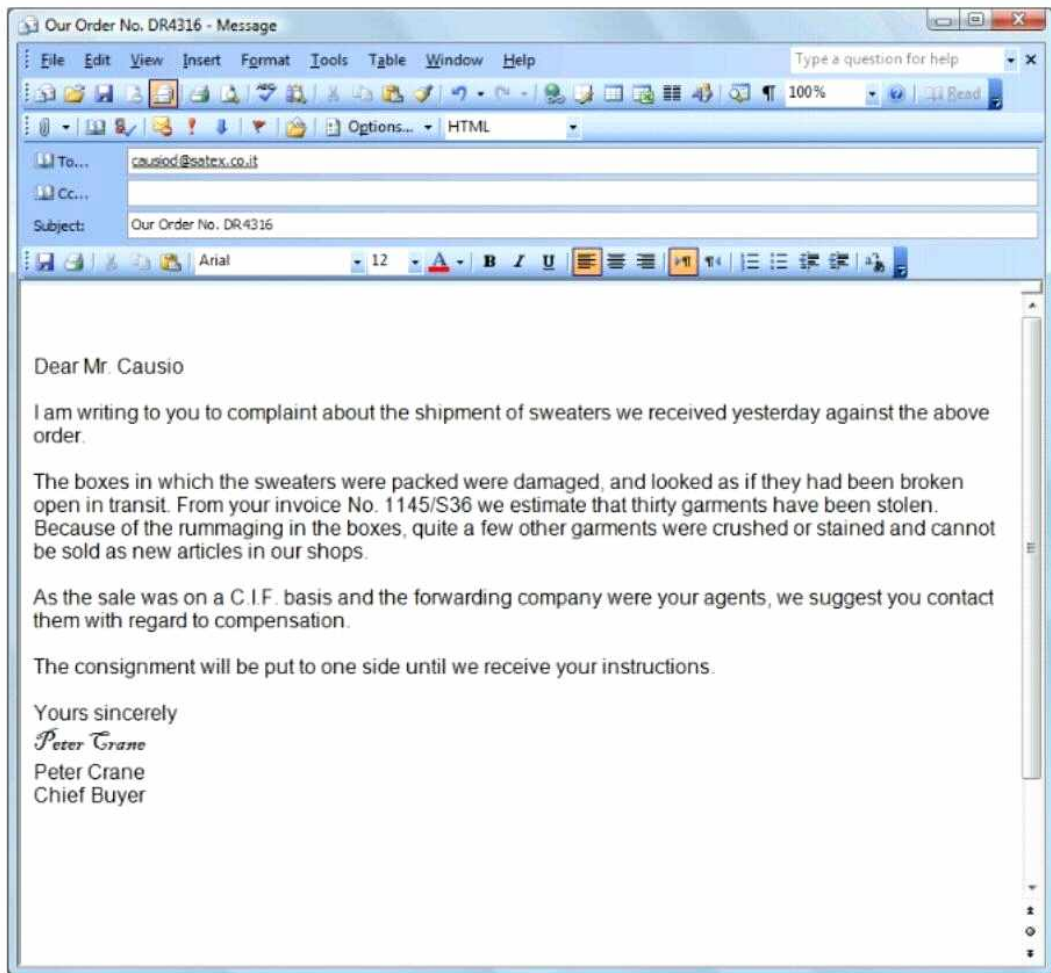 Our Order No. DR4316 - Message
File Edit View Insert Format Tools Table Window Help Type a question for help
100% Read
Options... HTML
To... causiod@satex.co.it
Cc...
Subject: Our Order No. DR4316
Arial 12 A B I U
Dear Mr. Causio
I am writing to you to complaint about the shipment of sweaters we received yesterday against the above
order.
The boxes in which the sweaters were packed were damaged, and looked as if they had been broken
open in transit. From your invoice No. 1145/S36 we estimate that thirty garments have been stolen.
Because of the rummaging in the boxes, quite a few other garments were crushed or stained and cannot
be sold as new articles in our shops.
As the sale was on a C.I.F. basis and the forwarding company were your agents, we suggest you contact
them with regard to compensation.
The consignment will be put to one side until we receive your instructions.
Yours sincerely
Peter Crane
Peter Crane
Chief Buyer